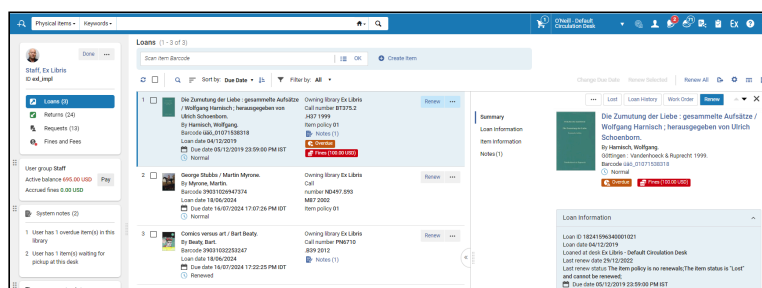 Physical items
Keywords
O'Neill - Default
Circulation Desk
EX
Done
Staff, Ex Libris
ID exl_impl
Loans (3)
Returns (24)
Requests (13)
Fines and Fees
User group Staff
Active balance 695.00 USD
Pay
Accrued fines 0.00 USD
System notes (2)
1 User has 1 overdue item(s) in this
library
2 User has 1 item(s) waiting for
pickup at this desk
Loans (1 - 3 of 3)
Scan Item Barcode
OK
Create Item
Sort by: Due Date
Filter by: All
Change Due Date
Renew Selected
Renew All
1
Die Zumutung der Liebe : gesammelte Aufsätze
/ Wolfgang Harnisch ; herausgegeben von
Ulrich Schoenborn.
By Harnisch, Wolfgang.
Barcode üäö_01071538318
Loan date 04/12/2019
Due date 05/12/2019 23:59:00 PM IST
Normal
Owning library Ex Libris
Call number BT375.2
.H37 1999
Item policy 01
Notes (1)
Overdue
Fines (100.00 USD)
Renew
2
George Stubbs / Martin Myrone.
By Myrone, Martin.
Barcode 39031026947374
Loan date 18/06/2024
Due date 16/07/2024 17:07:26 PM IDT
Normal
Owning library Ex Libris
Call
number ND497.S93
M87 2002
Item policy 01
Renew
3
Comics versus art / Bart Beaty.
By Beaty, Bart.
Barcode 39031032253247
Loan date 18/06/2024
Due date 16/07/2024 17:22:25 PM IDT
Renewed
Owning library Ex Libris
Call number PN6710
.B39 2012
Notes (1)
Renew
Summary
Loan information
Item information
Notes (1)
Lost
Loan History
Work Order
Renew
Die Zumutung der Liebe : gesammelte Aufsätze /
Wolfgang Harnisch ; herausgegeben von Ulrich
Schoenborn.
By Harnisch, Wolfgang.
Göttingen : Vandenhoeck & Ruprecht 1999.
Barcode üäö_01071538318
Normal
Overdue
Fines (100.00 USD)
Loan information
Loan ID 18241596340001021
Loan date 04/12/2019
Loaned at desk Ex Libris - Default Circulation Desk
Last renew date 29/12/2022
Last renew status The item policy is no renewals;The item status is "Lost"
and cannot be renewed;
Due date 05/12/2019 23:59:00 PM IST